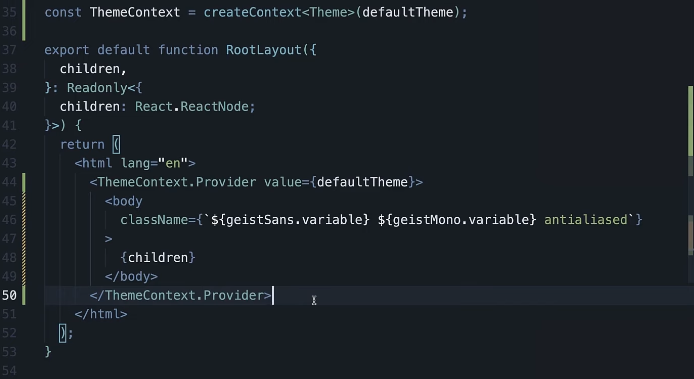 35 const ThemeContext = createContext<Theme>(defaultTheme);
36
37 export default function RootLayout({
38   children,
39 }: Readonly<{
40   children: React.ReactNode;
41 }>) {
42   return (
43     <html lang="en">
44       <ThemeContext.Provider value={defaultTheme}>
45         <body
46           className={`${geistSans.variable} ${geistMono.variable} antialiased`}
47         >
48           {children}
49         </body>
50       </ThemeContext.Provider>
51     </html>
52   );
53 }
54